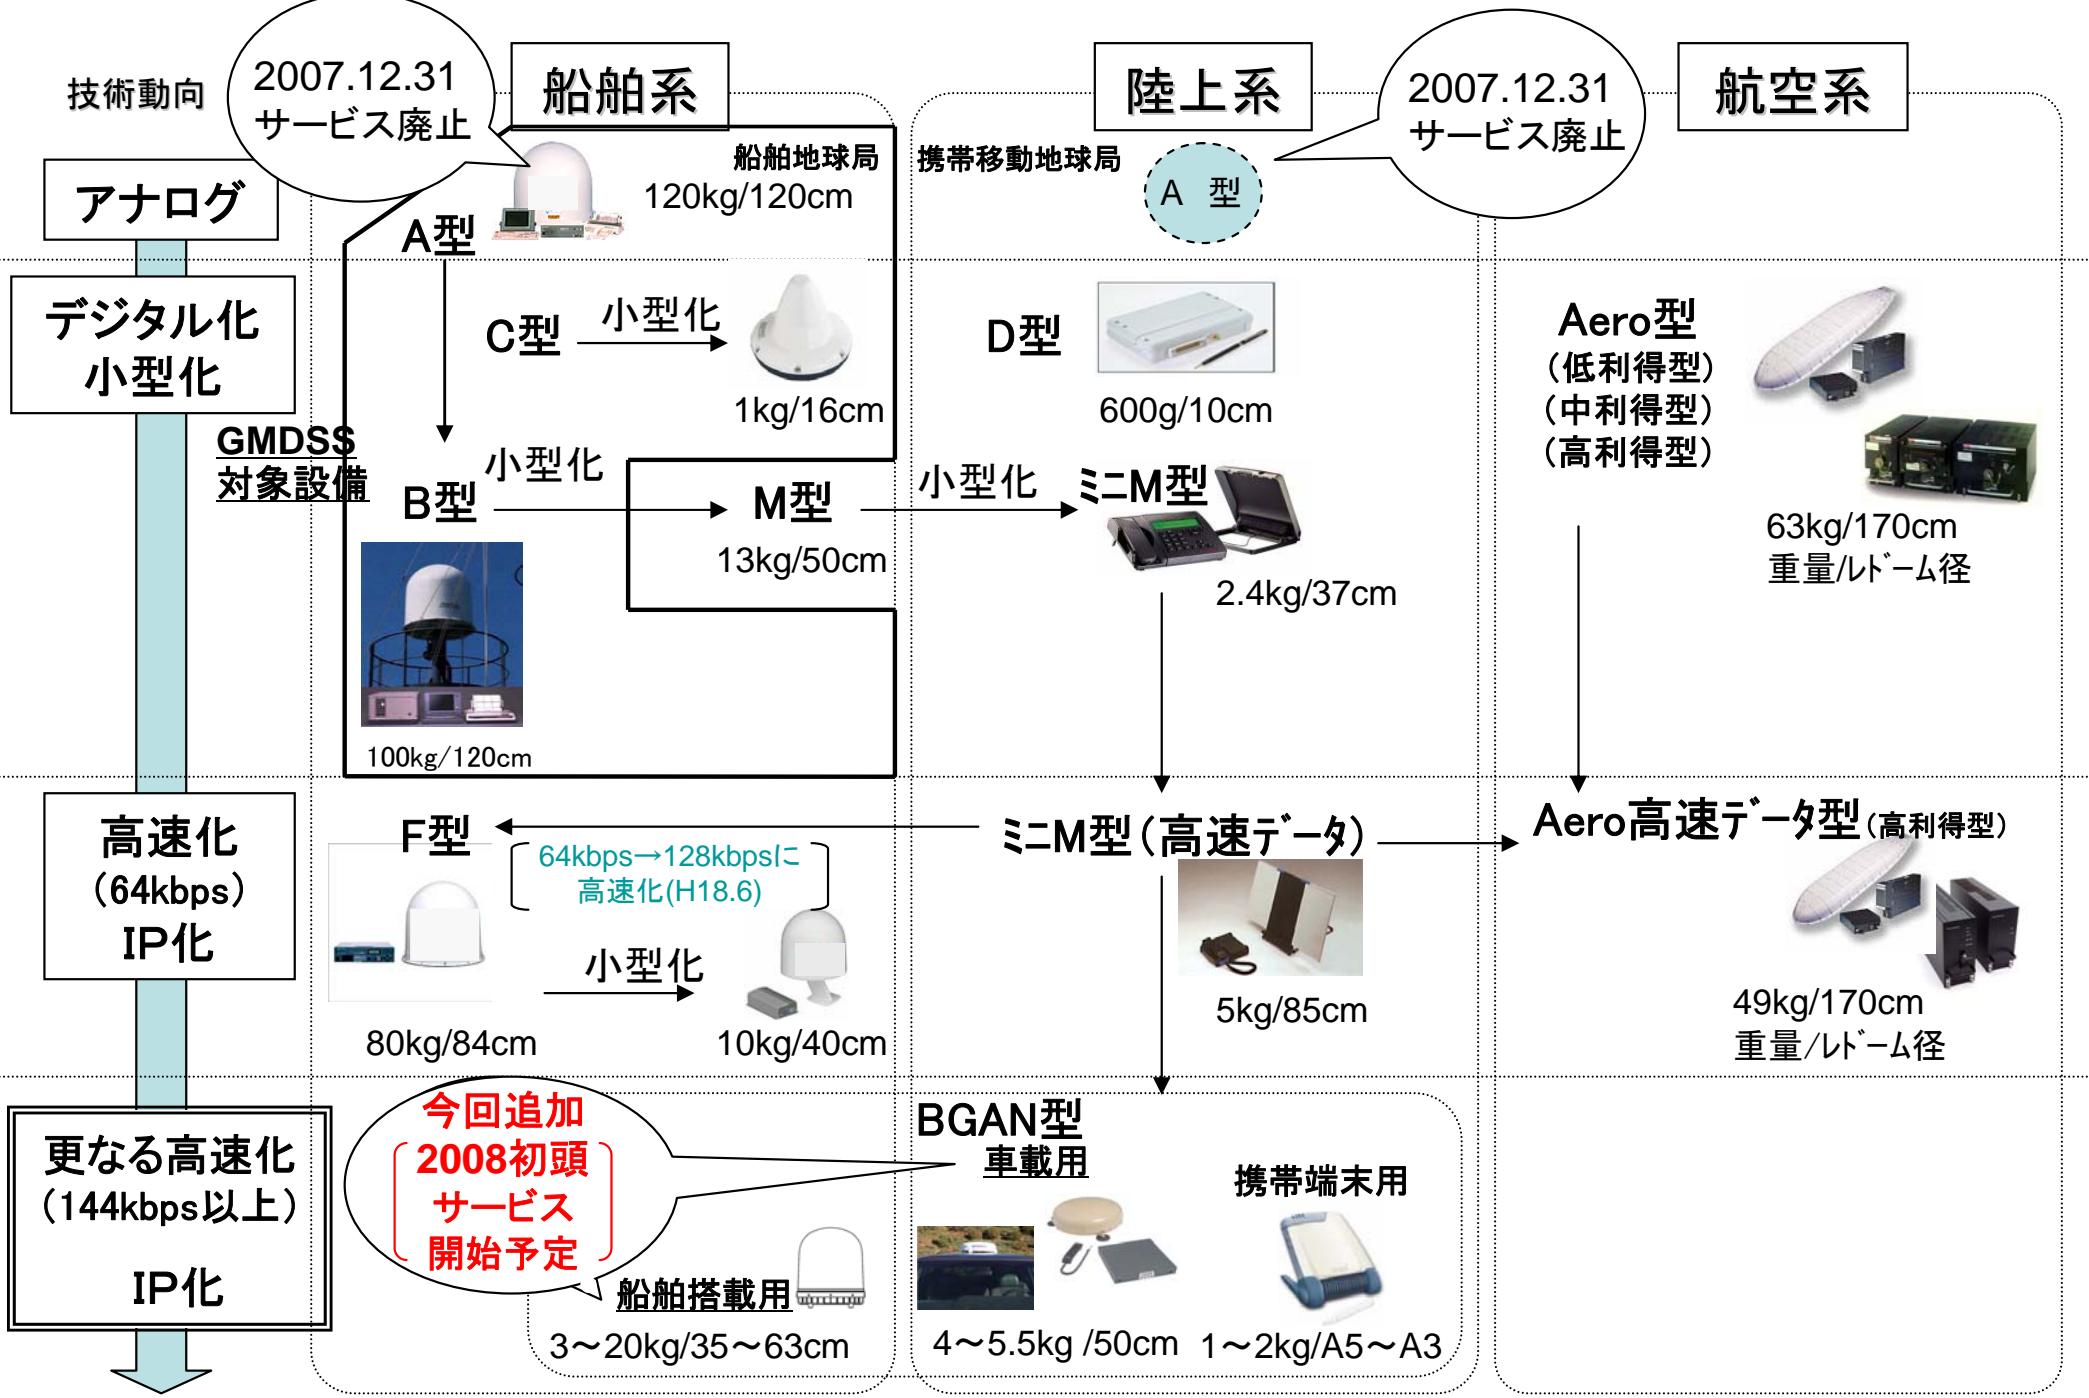 技術動向
2007.12.31
サービス廃止
船舶系
陸上系
2007.12.31
サービス廃止
航空系
アナログ
船舶地球局
120kg/120cm
A型
携帯移動地球局
A 型
デジタル化
小型化
C型
小型化
1kg/16cm
D型
600g/10cm
Aero型
(低利得型)
(中利得型)
(高利得型)
63kg/170cm
重量/ﾚﾄﾞｰﾑ径
GMDSS
対象設備
B型
小型化
M型
13kg/50cm
小型化
ミニM型
2.4kg/37cm
100kg/120cm
高速化
(64kbps)
IP化
F型
64kbps→128kbpsに
高速化(H18.6)
小型化
80kg/84cm
10kg/40cm
ミニM型(高速データ)
5kg/85cm
Aero高速データ型(高利得型)
49kg/170cm
重量/ﾚﾄﾞｰﾑ径
更なる高速化
(144kbps以上)
IP化
今回追加
2008初頭
サービス
開始予定
船舶搭載用
3～20kg/35～63cm
BGAN型
車載用
4～5.5kg /50cm
携帯端末用
1～2kg/A5～A3